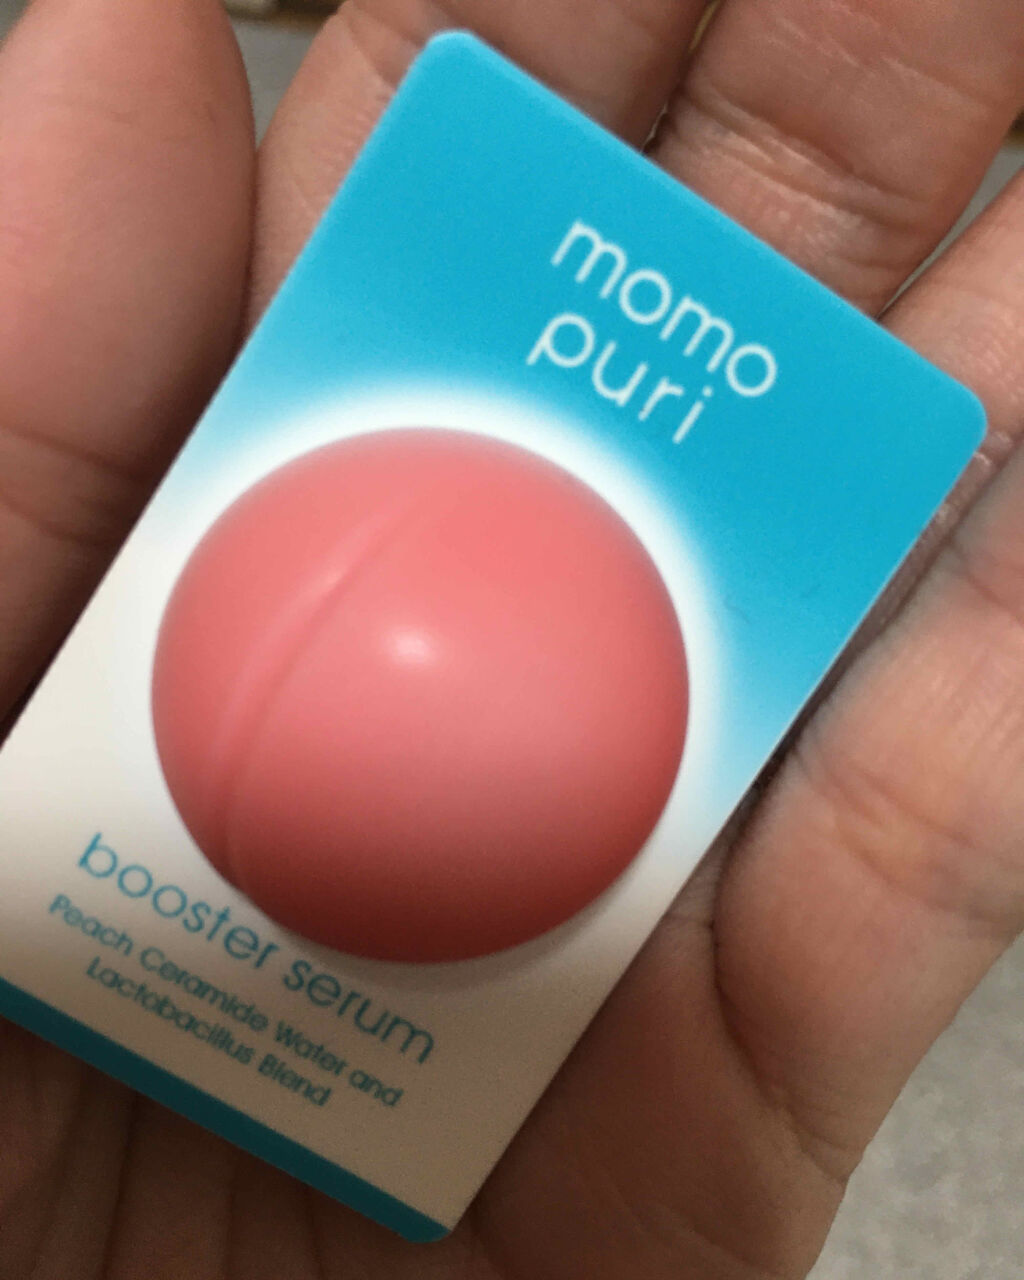 momo
puri
booster serum
Peach Ceramide Water and
Lactobacillus Blend